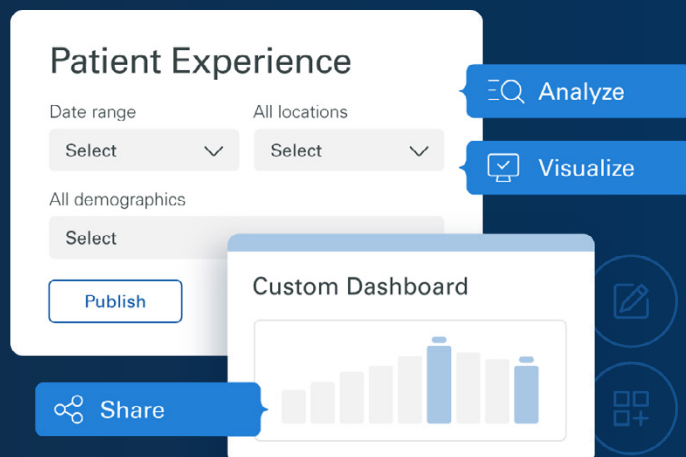 Patient Experience
Date range
All locations
Select
Select
All demographics
Select
Publish
Analyze
Visualize
Custom Dashboard
Share